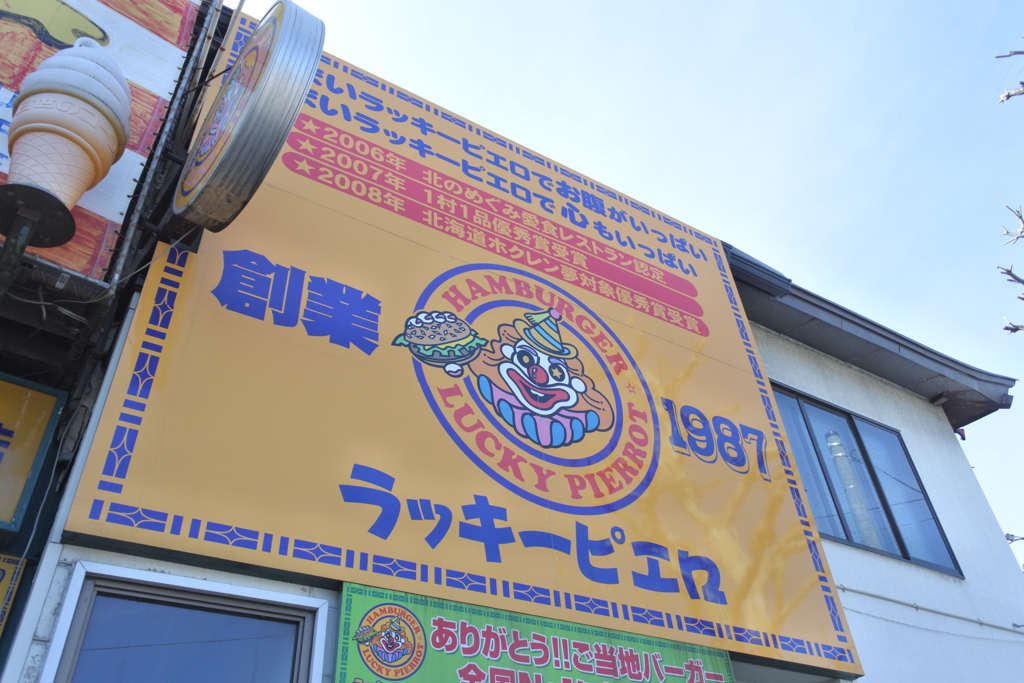 いラッキーピエロでお腹がいっぱい
いラッキーピエロで心もいっぱい
★2006年 北のめぐみ愛食レストラン認定
★2007年 1村1品優秀賞受賞
★2008年 北海道ホクレン夢対象優秀賞受賞
創業
HAMBURGER
LUCKY PIERROT
1987
ラッキーピエロ
HAMBURGER
LUCKY PIERROT
ありがとう!!ご当地バーガー
全国No.